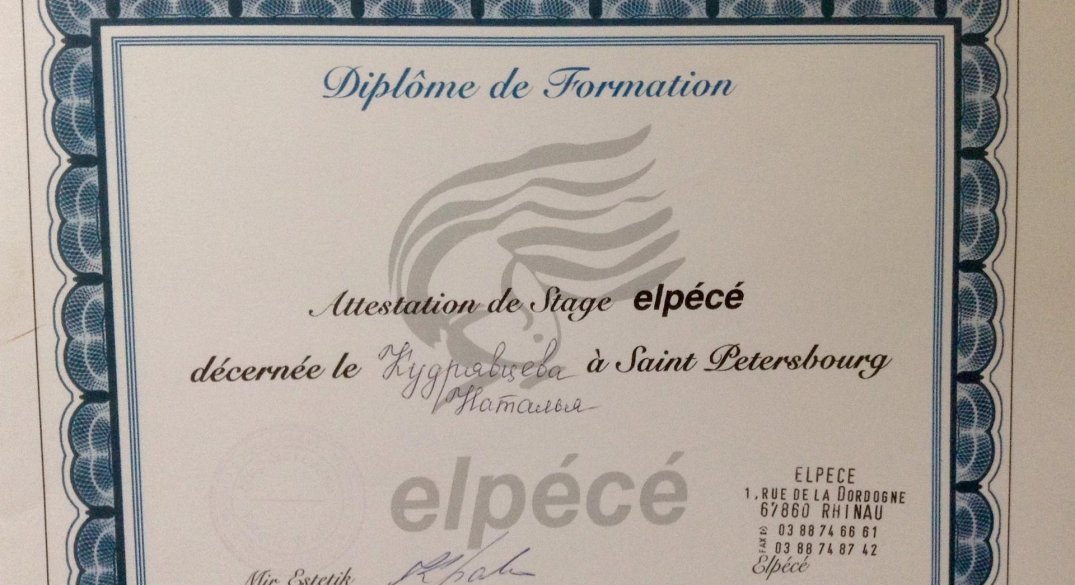 Diplôme de Formation
Attestation de Stage elpécé
décernée le Кудрявцева à Saint Petersbourg
Наталья
elpécé
ELPECE
1, RUE DE LA DORDOGNE
67860 RHINAU
03 88 74 66 61
FAX 03 88 74 87 42
Mir Estetik
Elpécé